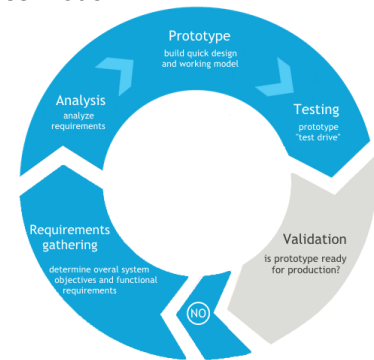 Prototype
build quick design
and working model
Analysis
analyze
requirements
Testing
prototype
"test drive"
Validation
is prototype ready
for production?
NO
Requirements
gathering
determine overal system
objectives and functional
requirements